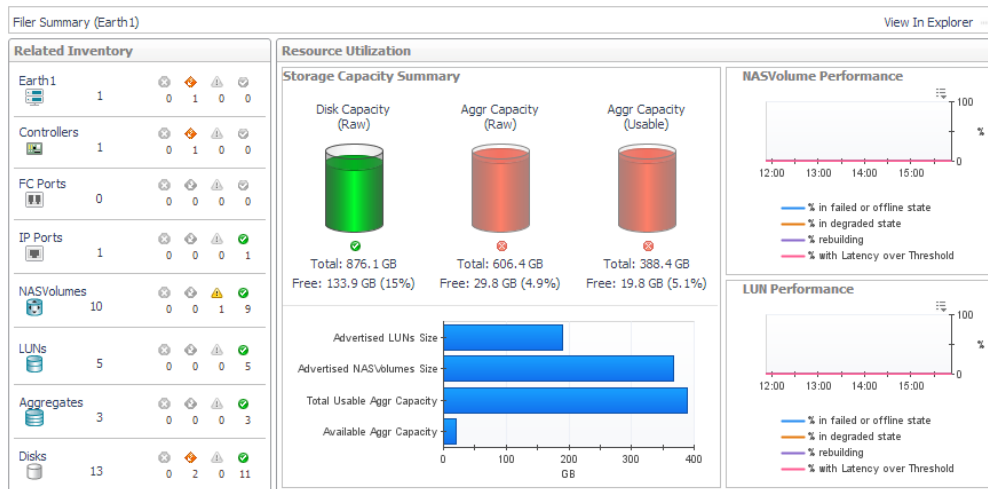 Filer Summary (Earth1)
View In Explorer
Related Inventory
Earth1
1
0 1 0 0
Controllers
1
0 1 0 0
FC Ports
0
0 0 0 0
IP Ports
1
0 0 0 1
NASVolumes
10
0 0 1 9
LUNs
5
0 0 0 5
Aggregates
3
0 0 0 3
Disks
13
0 2 0 11
Resource Utilization
Storage Capacity Summary
Disk Capacity
(Raw)
Total: 876.1 GB
Free: 133.9 GB (15%)
Aggr Capacity
(Raw)
Total: 606.4 GB
Free: 29.8 GB (4.9%)
Aggr Capacity
(Usable)
Total: 388.4 GB
Free: 19.8 GB (5.1%)
Advertised LUNs Size
Advertised NASVolumes Size
Total Usable Aggr Capacity
Available Aggr Capacity
0 100 200 300 400
GB
NASVolume Performance
100
%
0
12:00 13:00 14:00 15:00
% in failed or offline state
% in degraded state
% rebuilding
% with Latency over Threshold
LUN Performance
100
%
0
12:00 13:00 14:00 15:00
% in failed or offline state
% in degraded state
% rebuilding
% with Latency over Threshold